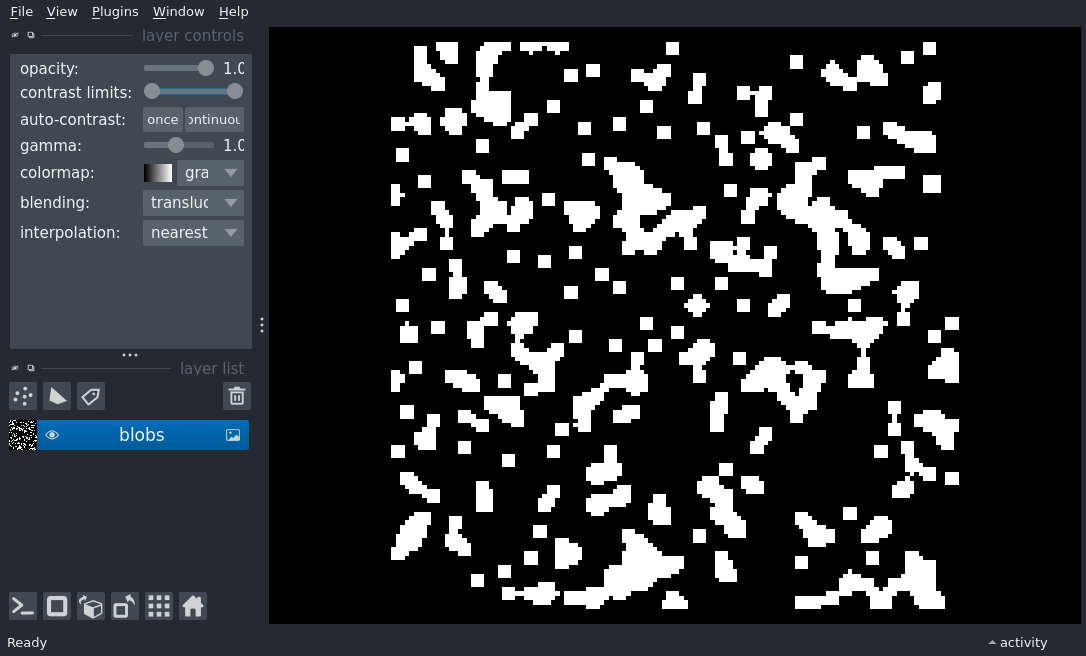 File View Plugins Window Help
layer controls
opacity: 1.0
contrast limits:
auto-contrast: once ontinuou
gamma: 1.0
colormap: gra
blending: transluc
interpolation: nearest
layer list
blobs
Ready activity